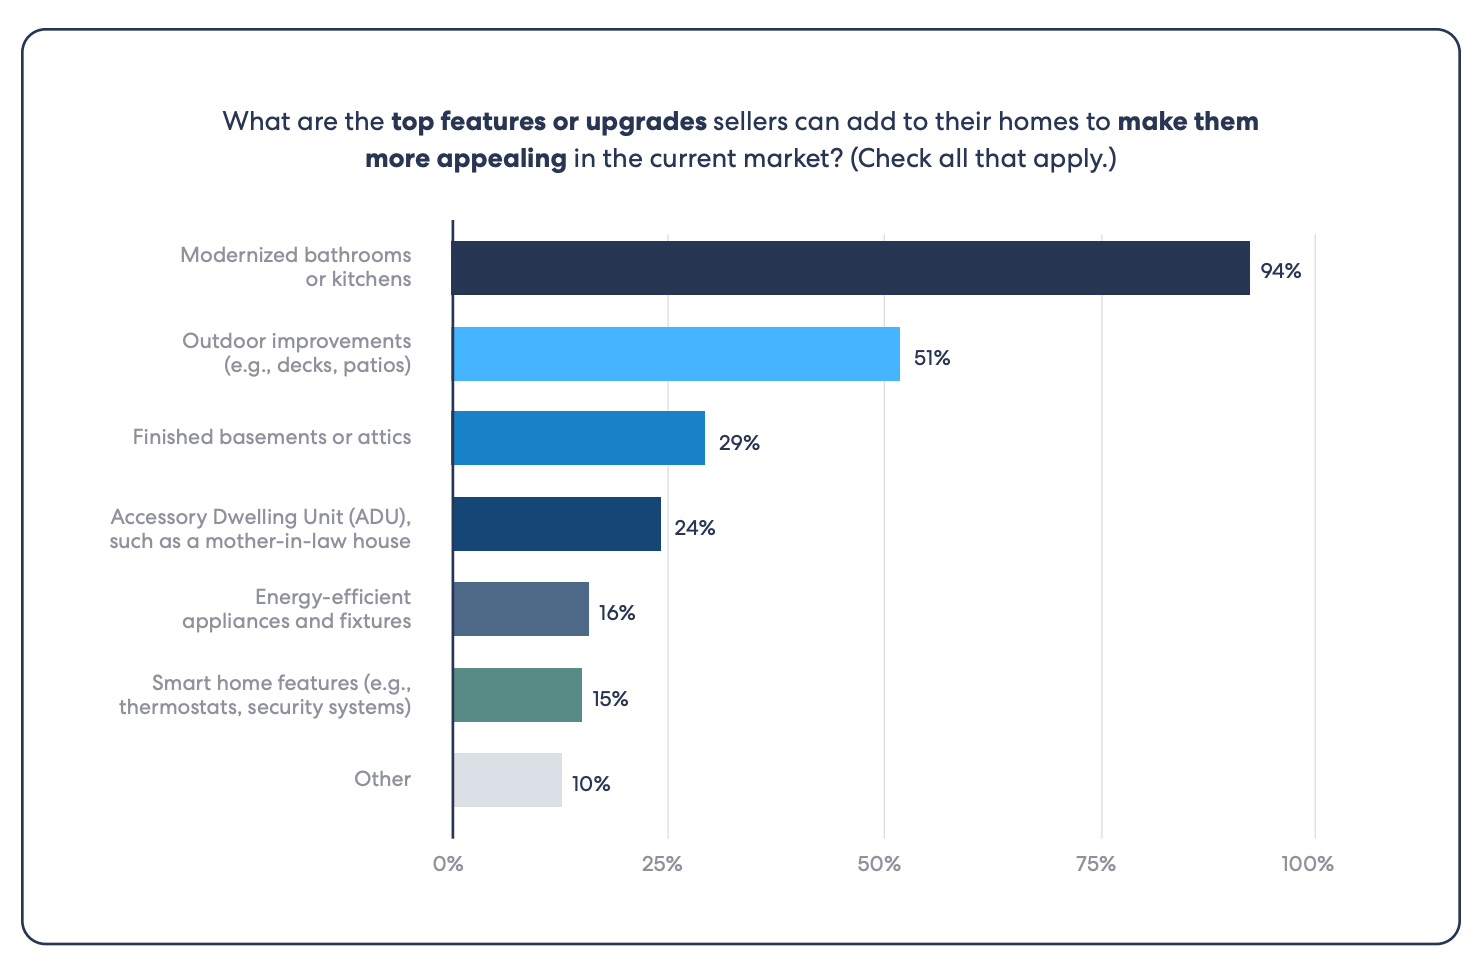 What are the top features or upgrades sellers can add to their homes to make them
more appealing in the current market? (Check all that apply.)
Modernized bathrooms
or kitchens
94%
Outdoor improvements
(e.g., decks, patios)
51%
Finished basements or attics
29%
Accessory Dwelling Unit (ADU),
such as a mother-in-law house
24%
Energy-efficient
appliances and fixtures
16%
Smart home features (e.g.,
thermostats, security systems)
15%
Other
10%
0%
25%
50%
75%
100%